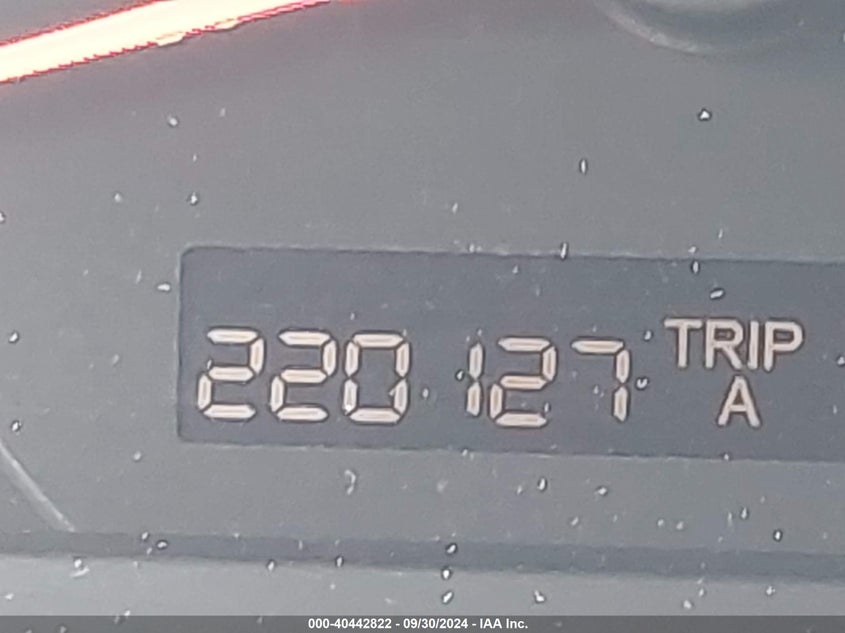 220127 TRIP
A
000-40442822 - 09/30/2024 - IAA Inc.